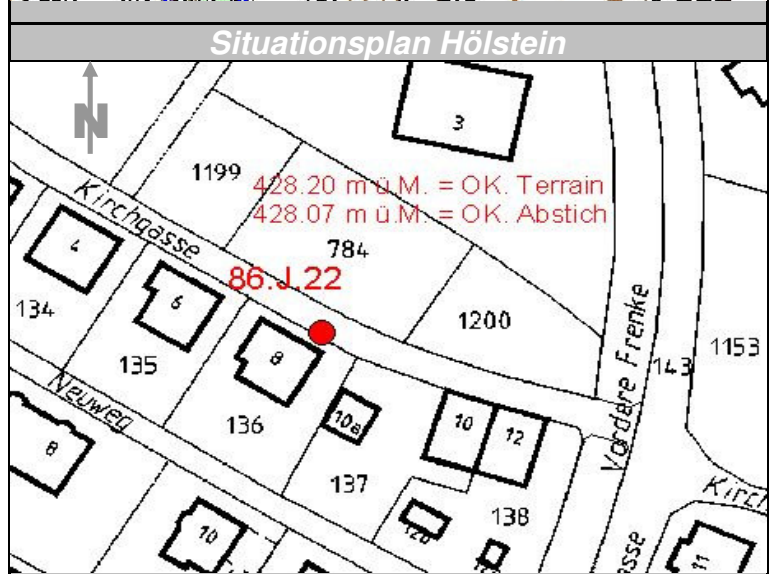 Situationsplan Hölstein
N
3
1199
428.20 m ü.M. = OK. Terrain
428.07 m ü.M. = OK. Abstich
Kirchgasse
784
86.J.22
4
6
134
1200
Vordere Frenke
143
1153
135
8
136
10a
10
12
Neuweg
8
137
138
Kirch
10
11
sse